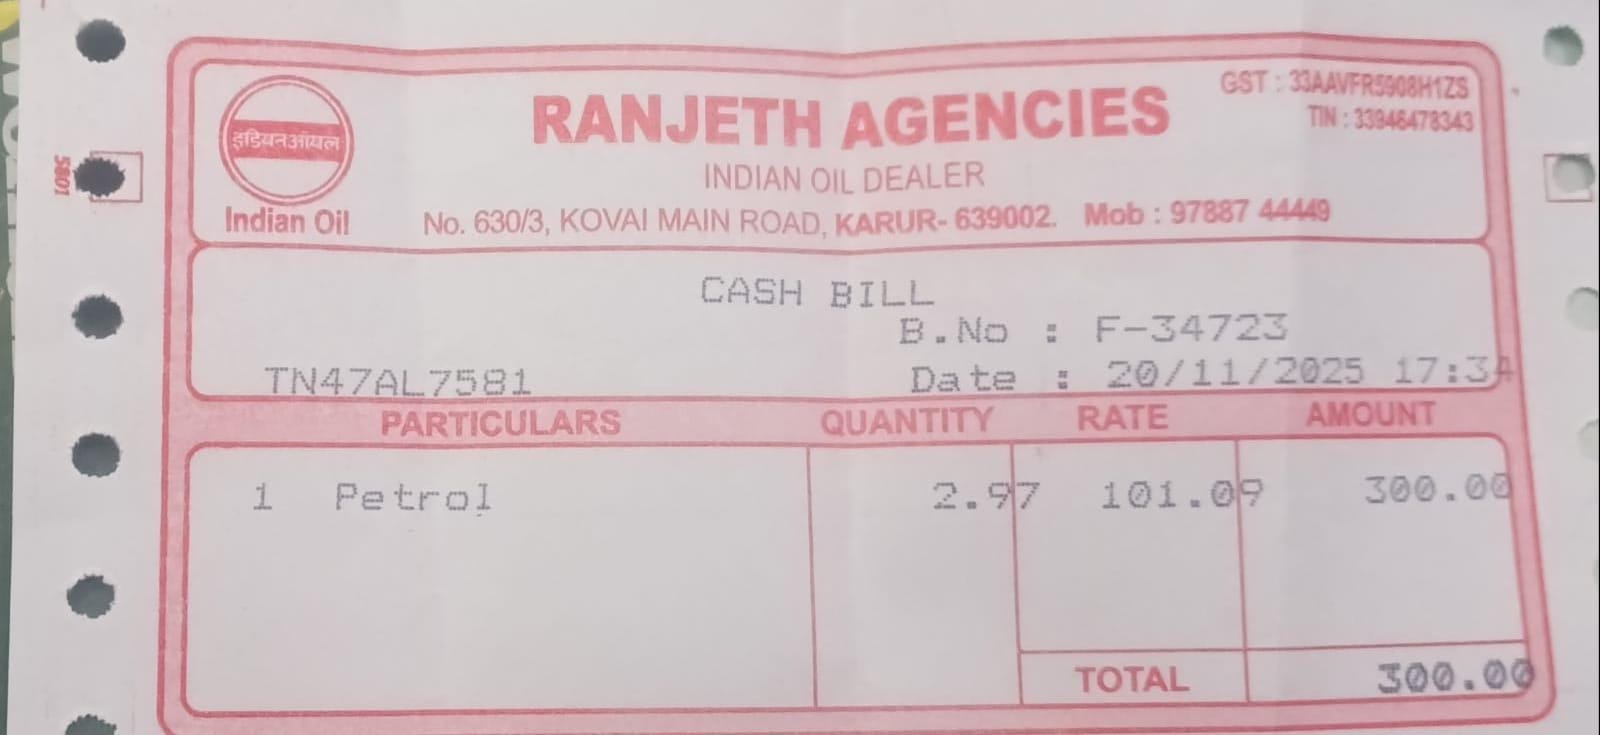 GST : 33AAVFR5908H1ZS
TIN : 33946478343
RANJETH AGENCIES
INDIAN OIL DEALER
इंडियनऑयल
Indian Oil
No. 630/3, KOVAI MAIN ROAD, KARUR- 639002. Mob : 97887 44449
5801
CASH BILL
B.No : F-34723
TN47AL7581 Date : 20/11/2025 17:34
PARTICULARS QUANTITY RATE AMOUNT
1 Petrol 2.97 101.09 300.00
TOTAL 300.00